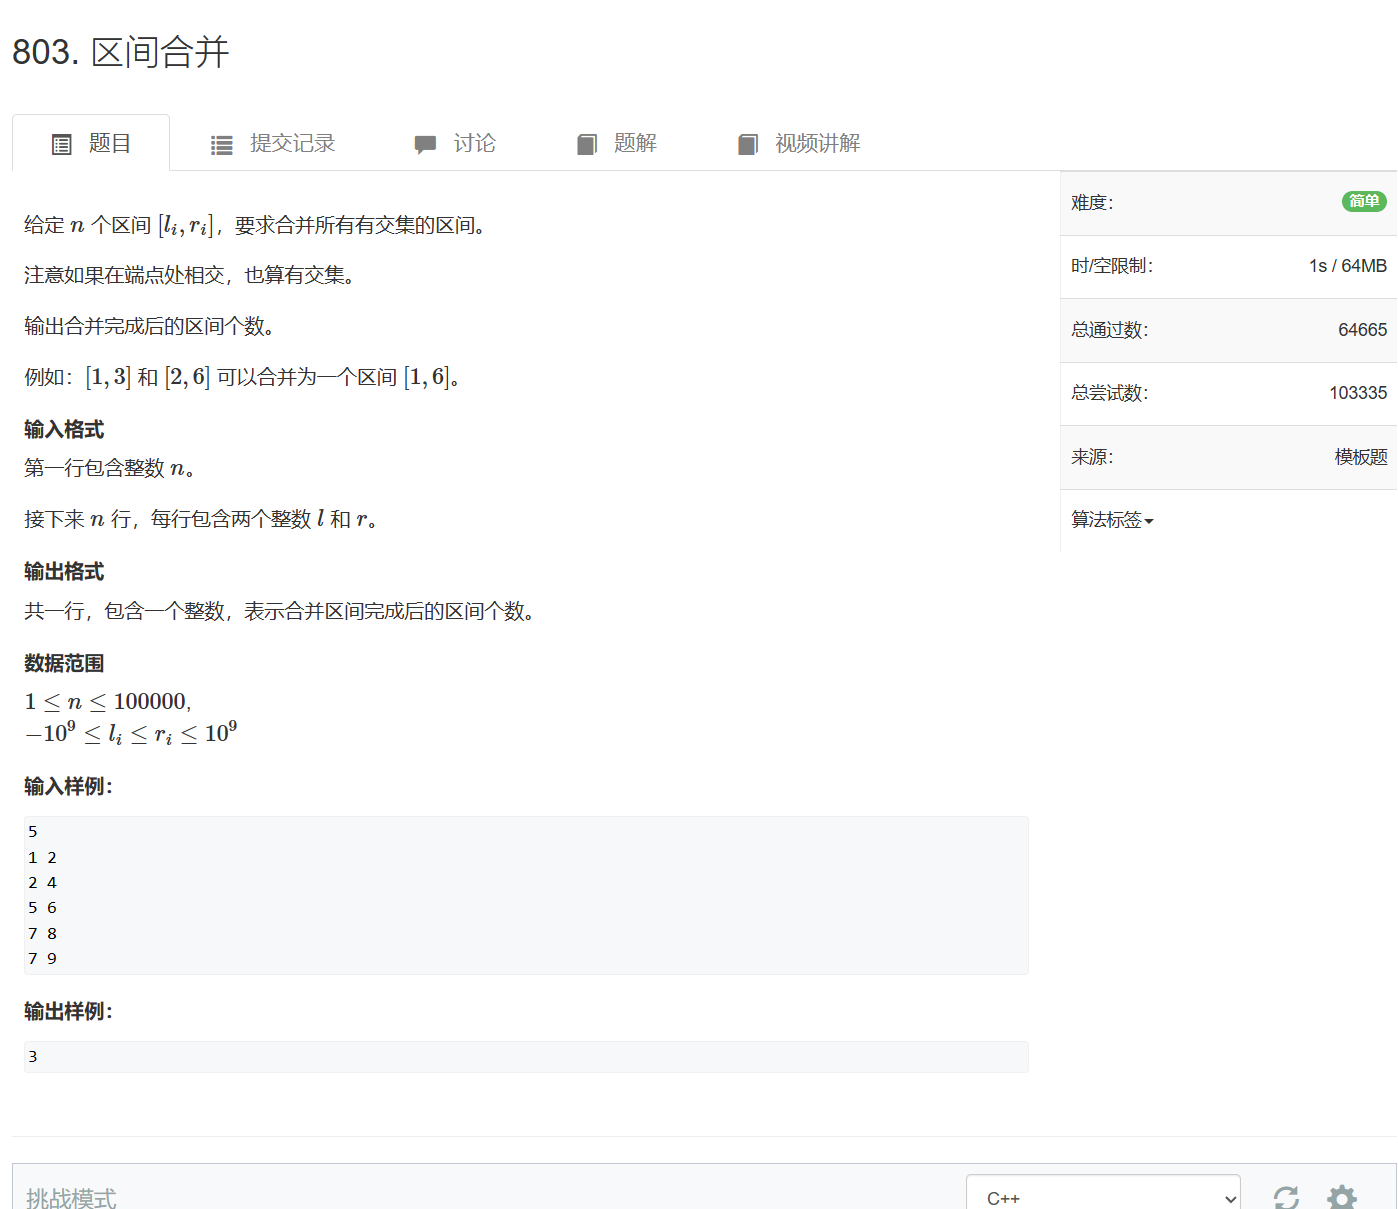 803. 区间合并
题目 提交记录 讨论 题解 视频讲解
给定 n 个区间 [l_i, r_i]，要求合并所有有交集的区间。
注意如果在端点处相交，也算有交集。
输出合并完成后的区间个数。
例如：[1, 3] 和 [2, 6] 可以合并为一个区间 [1, 6]。
输入格式
第一行包含整数 n。
接下来 n 行，每行包含两个整数 l 和 r。
输出格式
共一行，包含一个整数，表示合并区间完成后的区间个数。
数据范围
1 ≤ n ≤ 100000,
−10⁹ ≤ l_i ≤ r_i ≤ 10⁹
输入样例：
5
1 2
2 4
5 6
7 8
7 9
输出样例：
3
难度： 简单
时/空限制： 1s / 64MB
总通过数： 64665
总尝试数： 103335
来源： 模板题
算法标签
挑战模式 C++